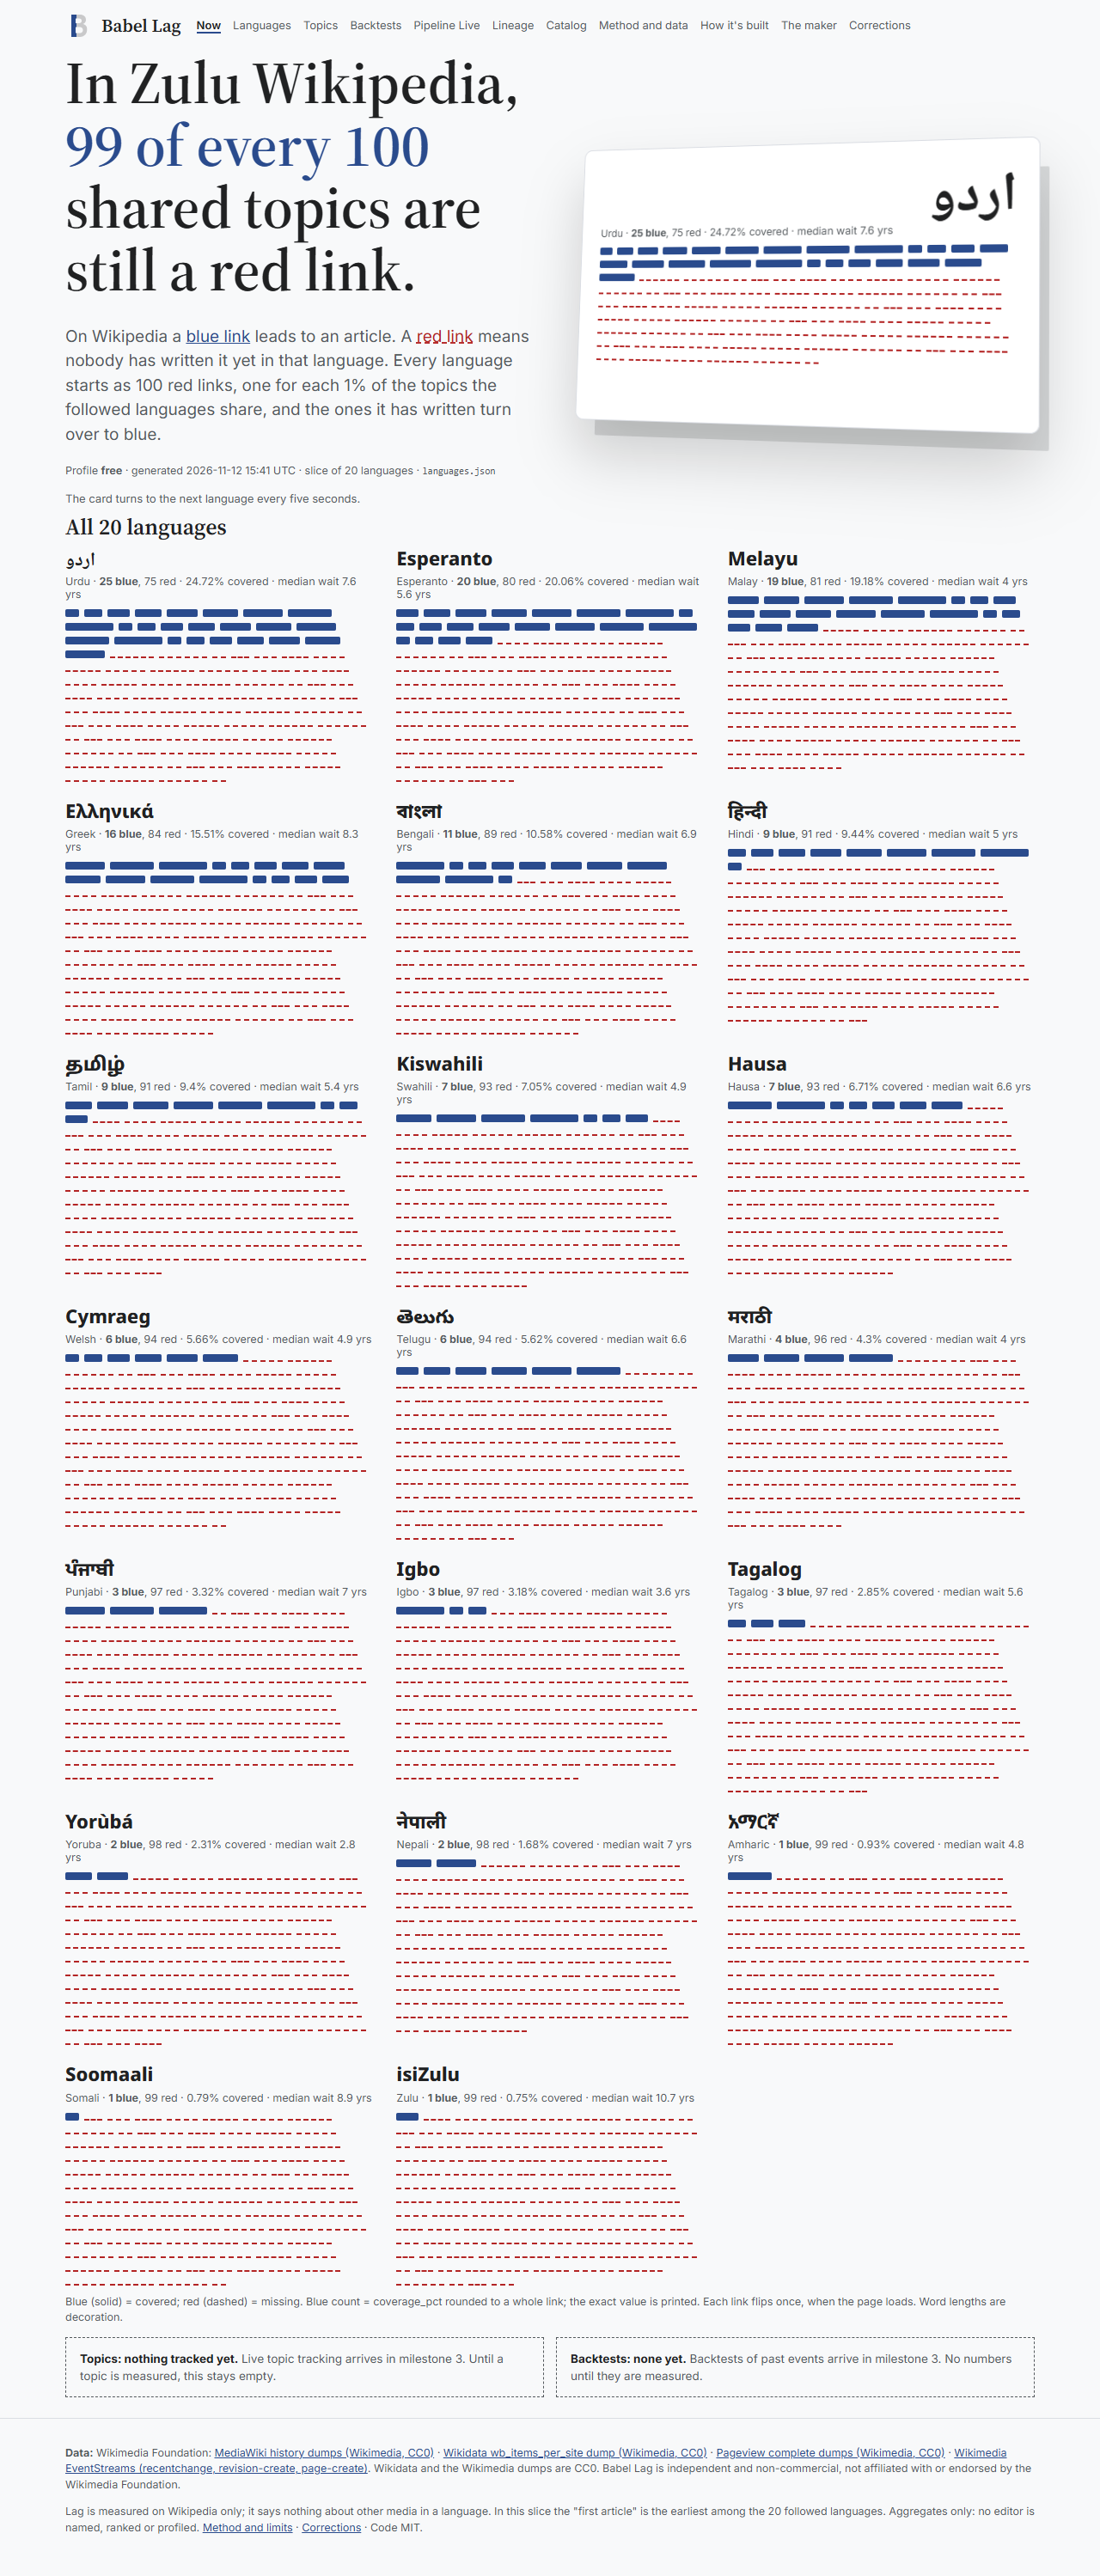 B Babel Lag Now Languages Topics Backtests Pipeline Live Lineage Catalog Method and data How it's built The maker Corrections
In Zulu Wikipedia,
99 of every 100
shared topics are
still a red link.
On Wikipedia a blue link leads to an article. A red link means
nobody has written it yet in that language. Every language
starts as 100 red links, one for each 1% of the topics the
followed languages share, and the ones it has written turn
over to blue.
Profile free · generated 2026-11-12 15:41 UTC · slice of 20 languages · languages.json
The card turns to the next language every five seconds.
اردو
Urdu · 25 blue, 75 red · 24.72% covered · median wait 7.6 yrs
All 20 languages
اردو
Urdu · 25 blue, 75 red · 24.72% covered · median wait 7.6
yrs
Esperanto
Esperanto · 20 blue, 80 red · 20.06% covered · median wait
5.6 yrs
Melayu
Malay · 19 blue, 81 red · 19.18% covered · median wait 4 yrs
Ελληνικά
Greek · 16 blue, 84 red · 15.51% covered · median wait 8.3
yrs
বাংলা
Bengali · 11 blue, 89 red · 10.58% covered · median wait 6.9
yrs
हिन्दी
Hindi · 9 blue, 91 red · 9.44% covered · median wait 5 yrs
தமிழ்
Tamil · 9 blue, 91 red · 9.4% covered · median wait 5.4 yrs
Kiswahili
Swahili · 7 blue, 93 red · 7.05% covered · median wait 4.9
yrs
Hausa
Hausa · 7 blue, 93 red · 6.71% covered · median wait 6.6 yrs
Cymraeg
Welsh · 6 blue, 94 red · 5.66% covered · median wait 4.9 yrs
తెలుగు
Telugu · 6 blue, 94 red · 5.62% covered · median wait 6.6
yrs
मराठी
Marathi · 4 blue, 96 red · 4.3% covered · median wait 4 yrs
ਪੰਜਾਬੀ
Punjabi · 3 blue, 97 red · 3.32% covered · median wait 7 yrs
Igbo
Igbo · 3 blue, 97 red · 3.18% covered · median wait 3.6 yrs
Tagalog
Tagalog · 3 blue, 97 red · 2.85% covered · median wait 5.6
yrs
Yorùbá
Yoruba · 2 blue, 98 red · 2.31% covered · median wait 2.8
yrs
नेपाली
Nepali · 2 blue, 98 red · 1.68% covered · median wait 7 yrs
አማርኛ
Amharic · 1 blue, 99 red · 0.93% covered · median wait 4.8
yrs
Soomaali
Somali · 1 blue, 99 red · 0.79% covered · median wait 8.9 yrs
isiZulu
Zulu · 1 blue, 99 red · 0.75% covered · median wait 10.7 yrs
Blue (solid) = covered; red (dashed) = missing. Blue count = coverage_pct rounded to a whole link; the exact value is printed. Each link flips once, when the page loads. Word lengths are
decoration.
Topics: nothing tracked yet. Live topic tracking arrives in milestone 3. Until a
topic is measured, this stays empty.
Backtests: none yet. Backtests of past events arrive in milestone 3. No numbers
until they are measured.
Data: Wikimedia Foundation: MediaWiki history dumps (Wikimedia, CC0) · Wikidata wb_items_per_site dump (Wikimedia, CC0) · Pageview complete dumps (Wikimedia, CC0) · Wikimedia
EventStreams (recentchange, revision-create, page-create). Wikidata and the Wikimedia dumps are CC0. Babel Lag is independent and non-commercial, not affiliated with or endorsed by the
Wikimedia Foundation.
Lag is measured on Wikipedia only; it says nothing about other media in a language. In this slice the "first article" is the earliest among the 20 followed languages. Aggregates only: no editor is
named, ranked or profiled. Method and limits · Corrections · Code MIT.